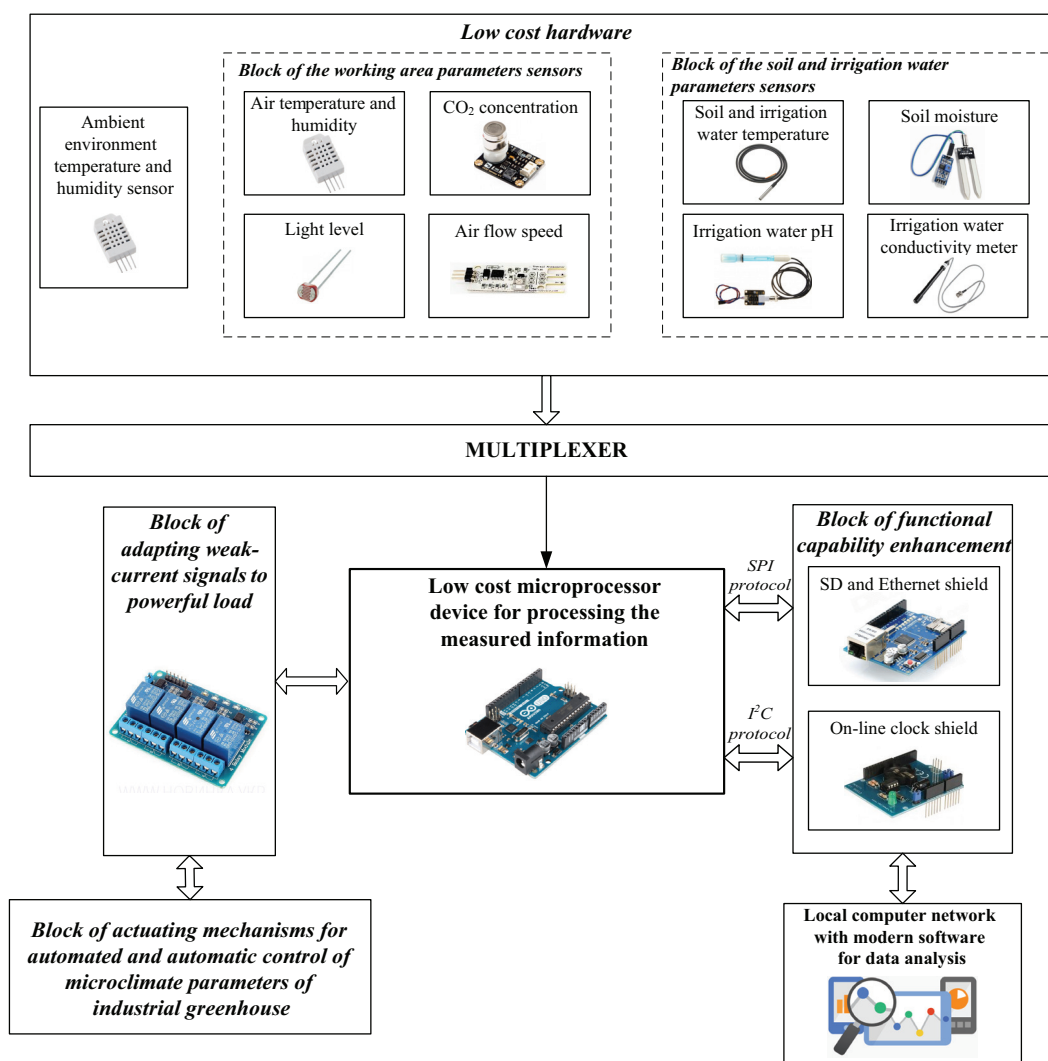 Low cost hardware
Block of the working area parameters sensors
Block of the soil and irrigation water
parameters sensors
Ambient
environment
temperature and
humidity sensor
Air temperature and
humidity
CO₂ concentration
Light level
Air flow speed
Soil and irrigation
water temperature
Soil moisture
Irrigation water pH
Irrigation water
conductivity meter
MULTIPLEXER
Block of
adapting weak-
current signals to
powerful load
Low cost microprocessor
device for processing the
measured information
SPI
protocol
I²C
protocol
Block of functional
capability enhancement
SD and Ethernet shield
On-line clock shield
Block of actuating mechanisms for
automated and automatic control of
microclimate parameters of
industrial greenhouse
Local computer network
with modern software
for data analysis